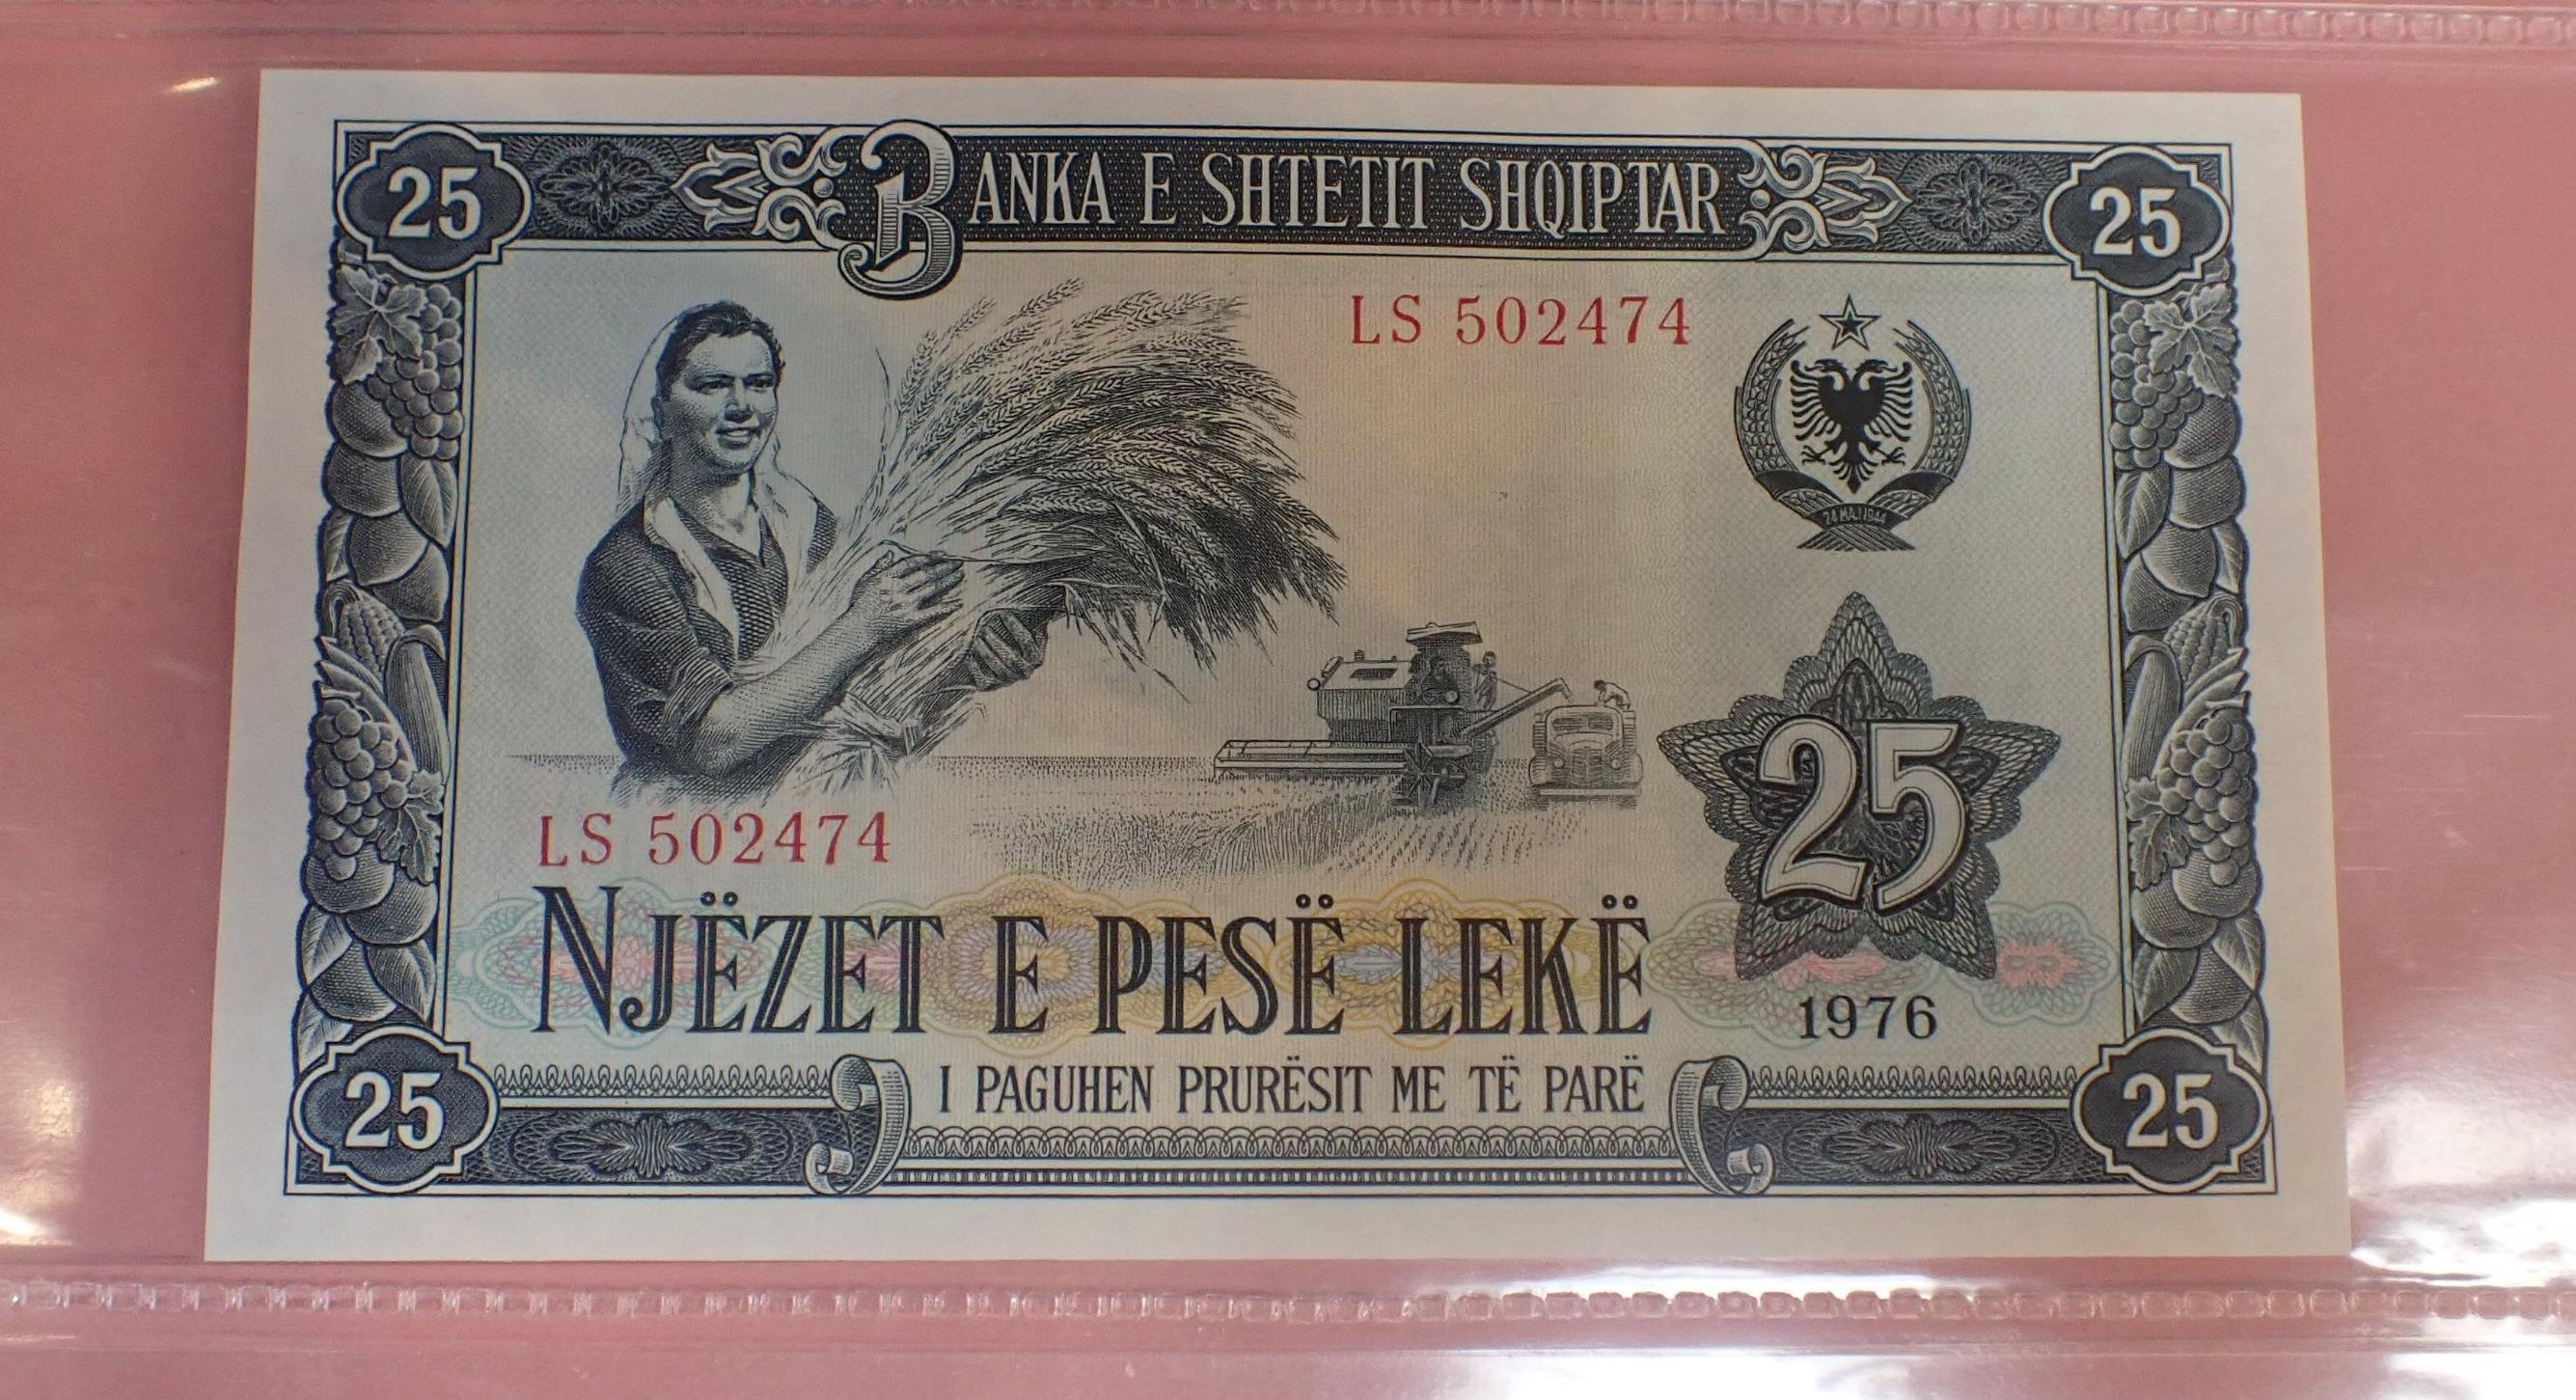 25 BANKA E SHTETIT SHQIPTAR 25
LS 502474
24 MAJ 1944
25
LS 502474
NJËZET E PESË LEKË
1976
I PAGUHEN PRURËSIT ME TË PARË
25 25